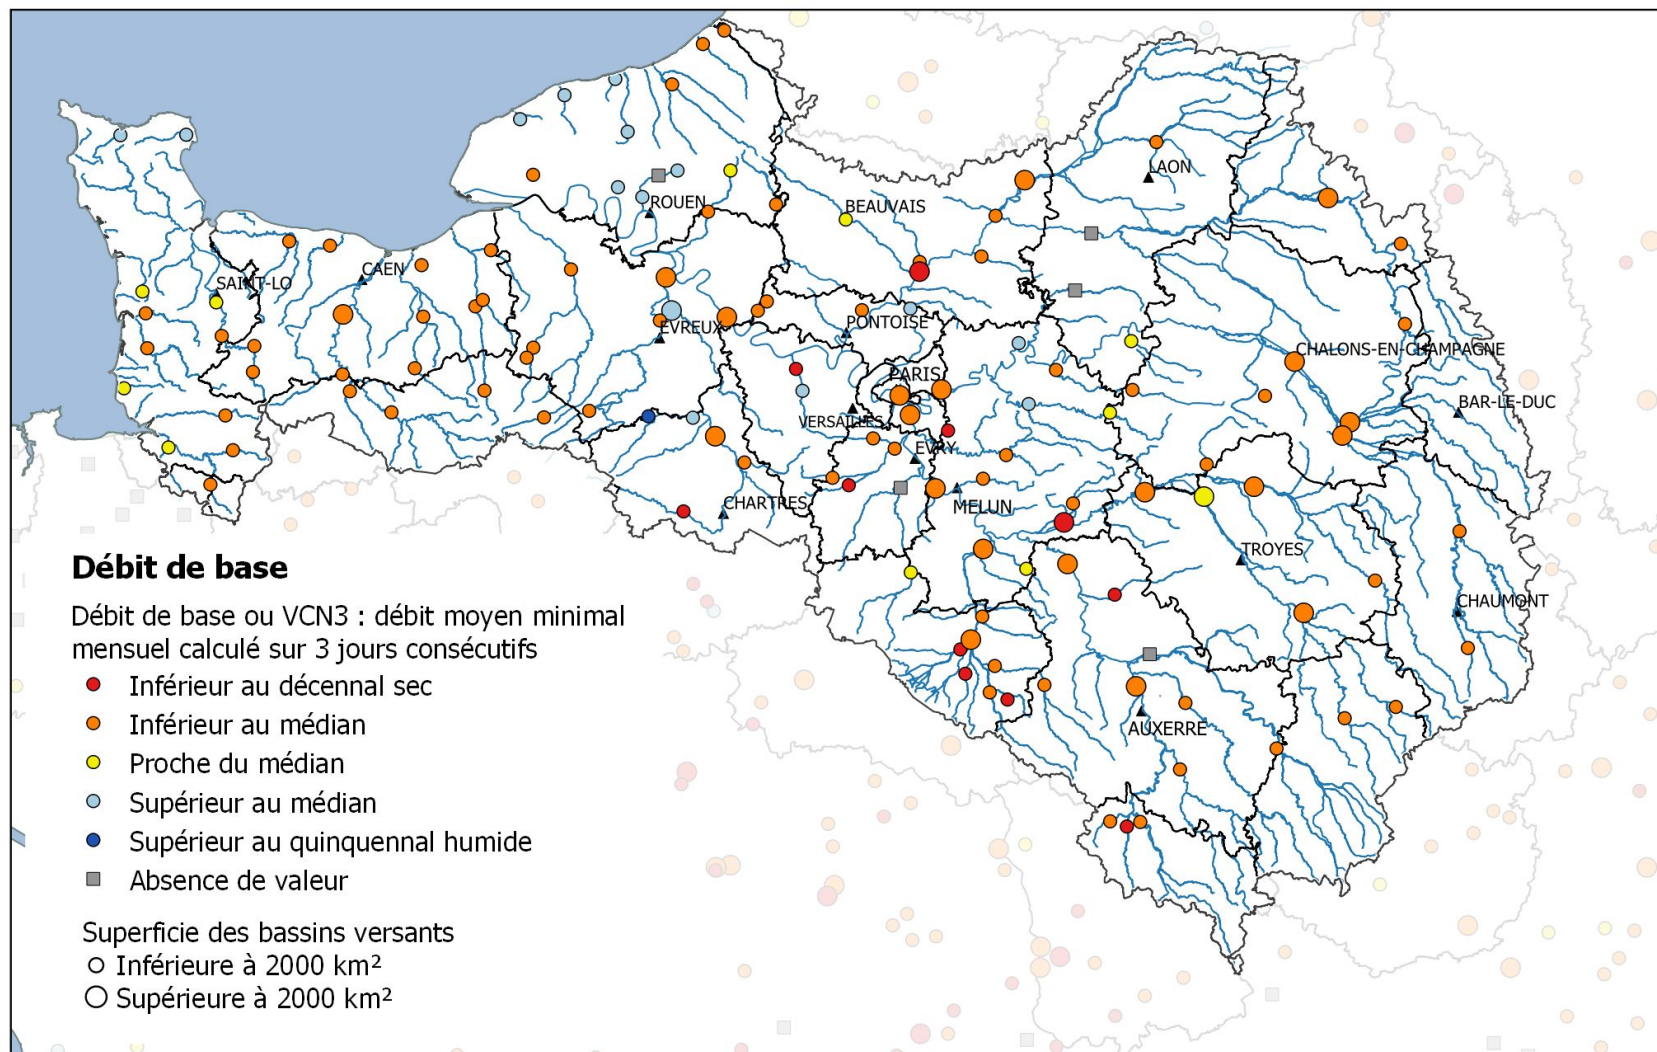 LAON
ROUEN
BEAUVAIS
CAEN
SAINT-LO
PONTOISE
EVREUX
CHALONS-EN-CHAMPAGNE
PARIS
BAR-LE-DUC
VERSAILLES
EVRY
CHARTRES
MELUN
TROYES
CHAUMONT
AUXERRE
Débit de base
Débit de base ou VCN3 : débit moyen minimal
mensuel calculé sur 3 jours consécutifs
Inférieur au décennal sec
Inférieur au médian
Proche du médian
Supérieur au médian
Supérieur au quinquennal humide
Absence de valeur
Superficie des bassins versants
Inférieure à 2000 km²
Supérieure à 2000 km²